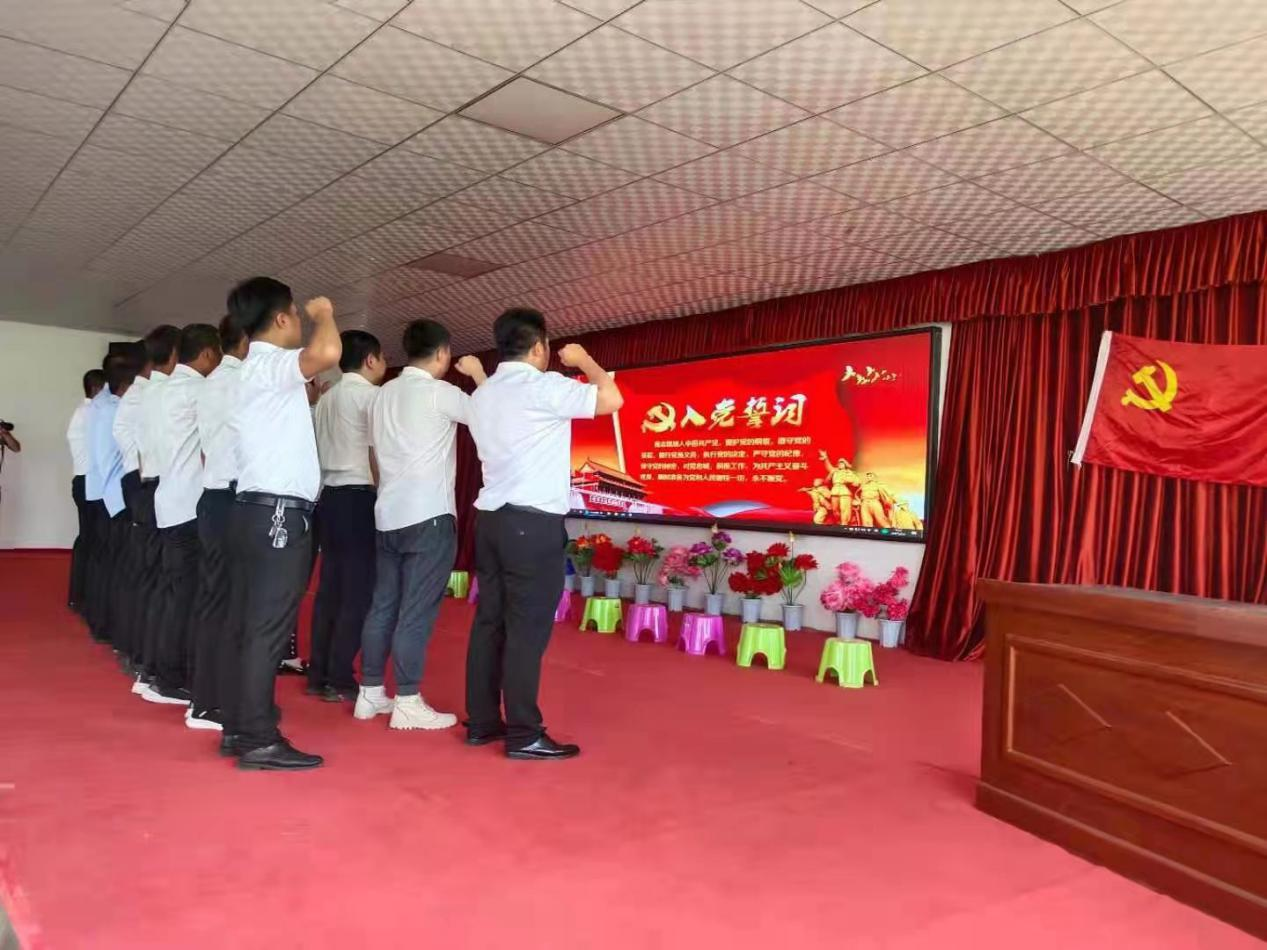 入党誓词
我志愿加入中国共产党，拥护党的纲领，遵守党的
章程，履行党员义务，执行党的决定，严守党的纪律，
保守党的秘密，对党忠诚，积极工作，为共产主义奋斗
终身，随时准备为党和人民牺牲一切，永不叛党。